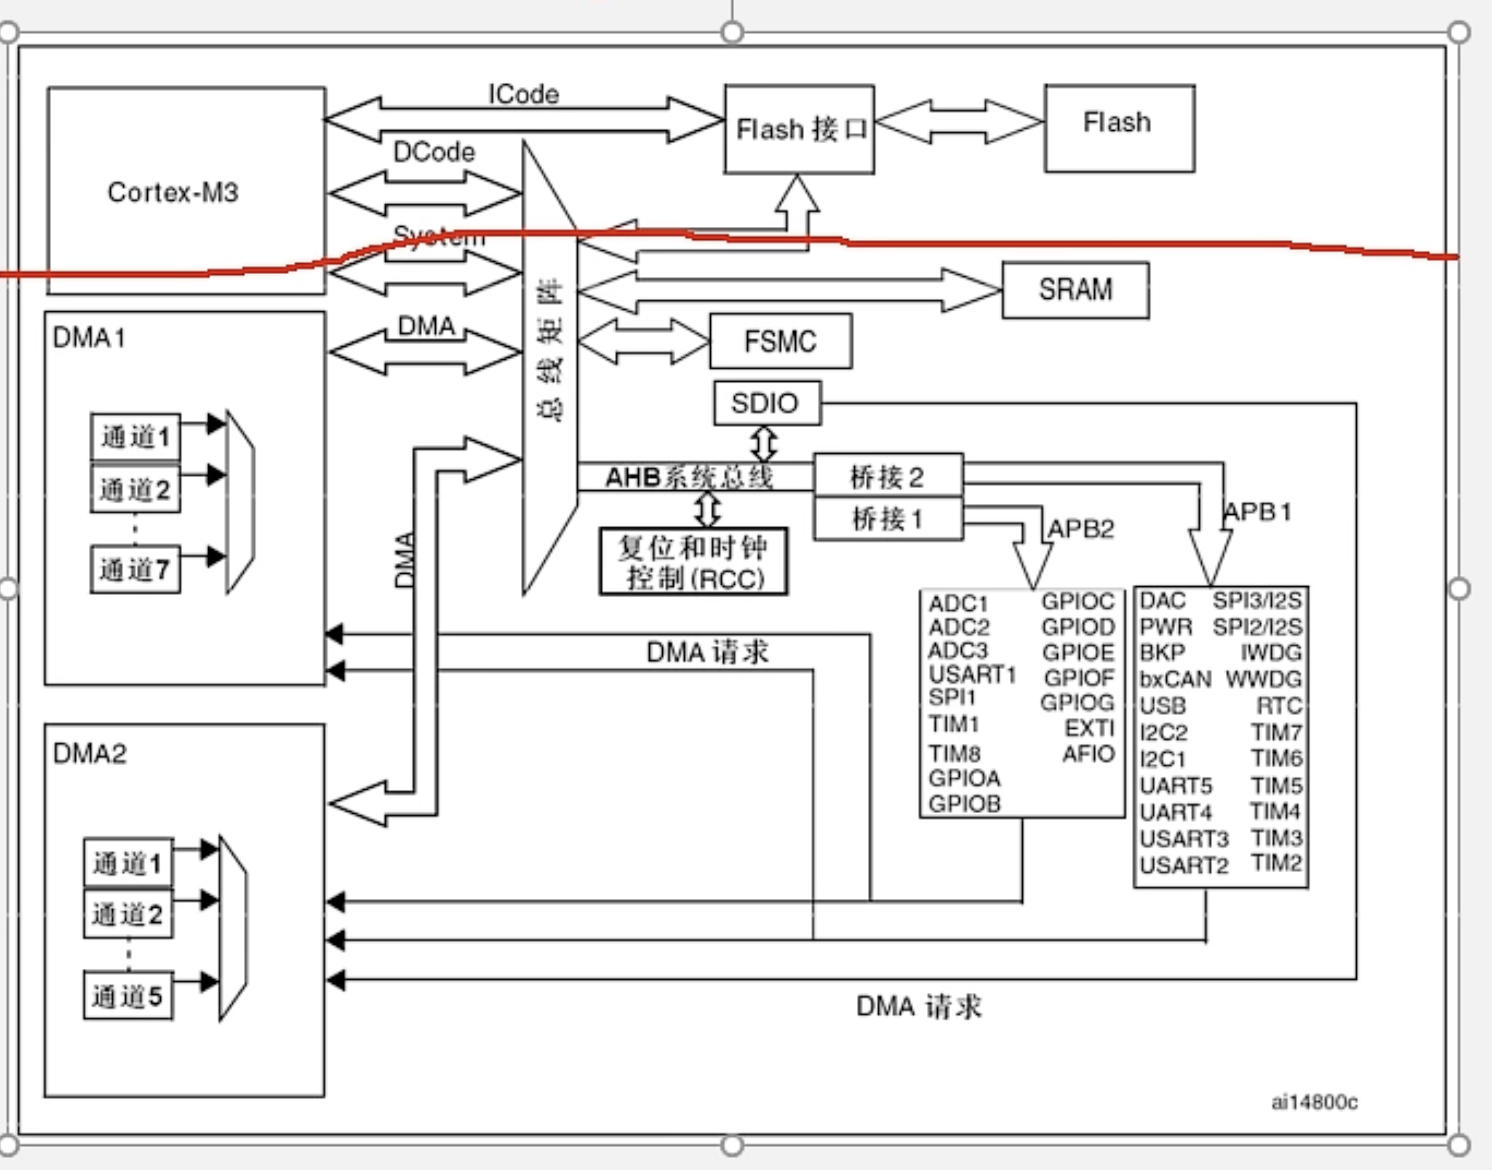 ICode
Flash 接口
Flash
DCode
Cortex-M3
System
SRAM
DMA
FSMC
总线矩阵
DMA1
通道1
通道2
通道7
SDIO
AHB系统总线
桥接2
桥接1
APB2
APB1
复位和时钟
控制(RCC)
DMA
DMA 请求
ADC1 GPIOC
ADC2 GPIOD
ADC3 GPIOE
USART1 GPIOF
SPI1 GPIOG
TIM1 EXTI
TIM8 AFIO
GPIOA
GPIOB
DAC SPI3/I2S
PWR SPI2/I2S
BKP IWDG
bxCAN WWDG
USB RTC
I2C2 TIM7
I2C1 TIM6
UART5 TIM5
UART4 TIM4
USART3 TIM3
USART2 TIM2
DMA2
通道1
通道2
通道5
DMA 请求
ai14800c